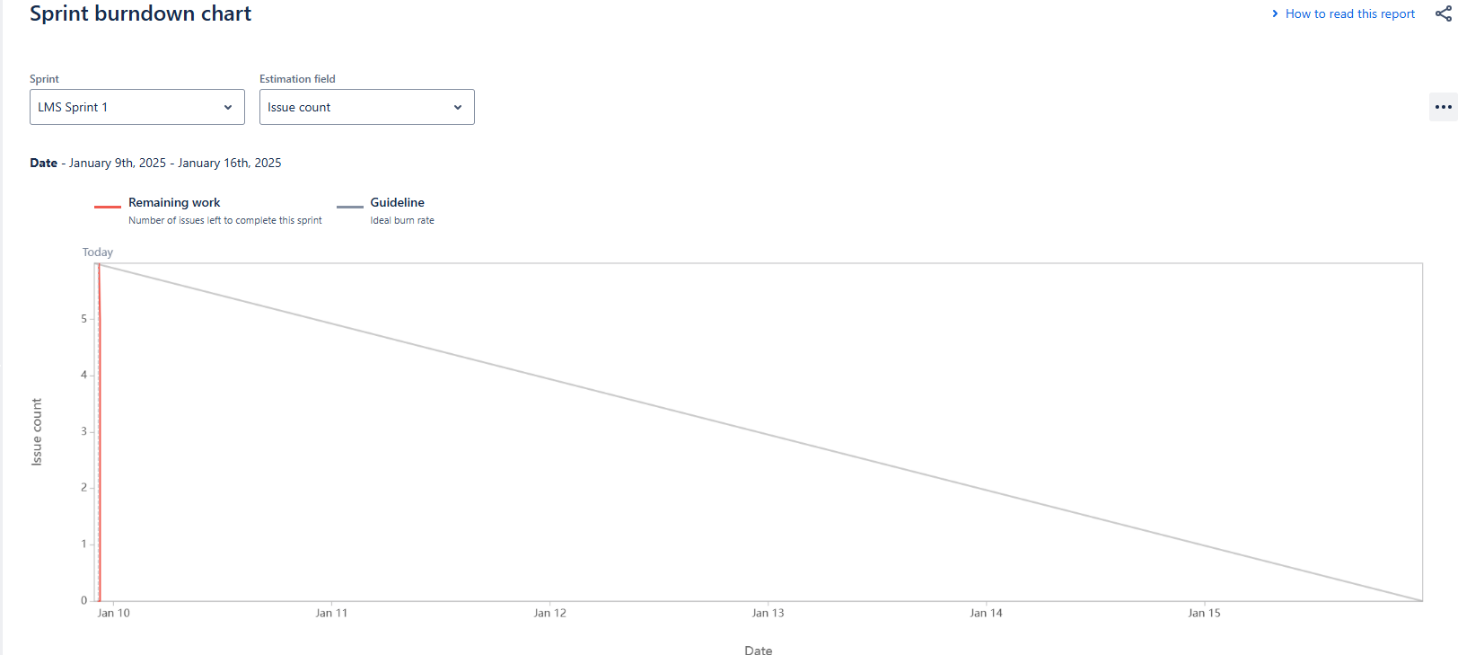 Sprint burndown chart
How to read this report
Sprint
Estimation field
LMS Sprint 1
Issue count
Date - January 9th, 2025 - January 16th, 2025
Remaining work
Number of issues left to complete this sprint
Guideline
Ideal burn rate
Today
5
4
3
2
1
0
Issue count
Jan 10
Jan 11
Jan 12
Jan 13
Jan 14
Jan 15
Date